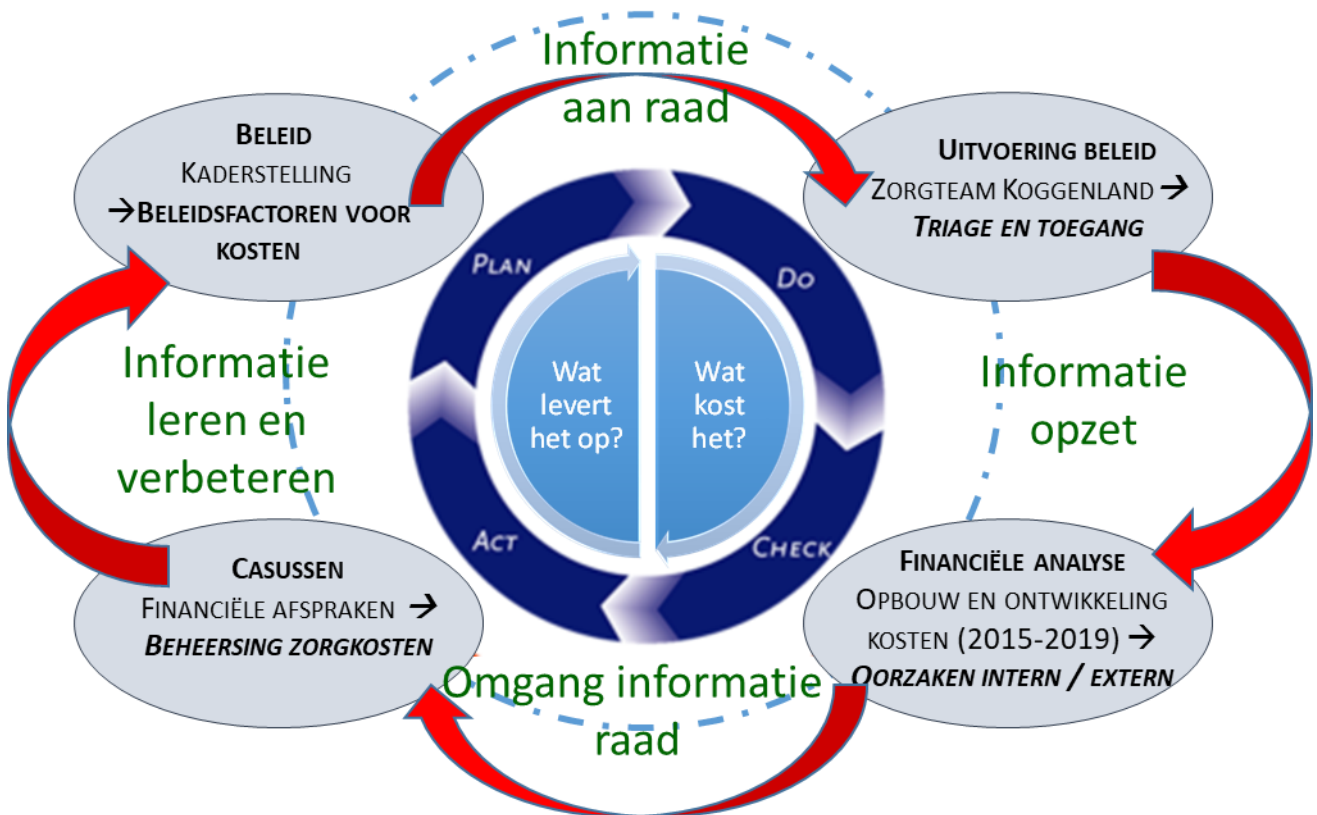 Informatie
aan raad
BELEID
KADERSTELLING
→BELEIDSFACTOREN VOOR
KOSTEN
UITVOERING BELEID
ZORGTEAM KOGGENLAND →
TRIAGE EN TOEGANG
PLAN
DO
Wat
levert
het op?
Wat
kost
het?
Informatie
leren en
verbeteren
Informatie
opzet
ACT
CHECK
CASUSSEN
FINANCIËLE AFSPRAKEN →
BEHEERSING ZORGKOSTEN
FINANCIËLE ANALYSE
OPBOUW EN ONTWIKKELING
KOSTEN (2015-2019) →
OORZAKEN INTERN / EXTERN
Omgang informatie
raad